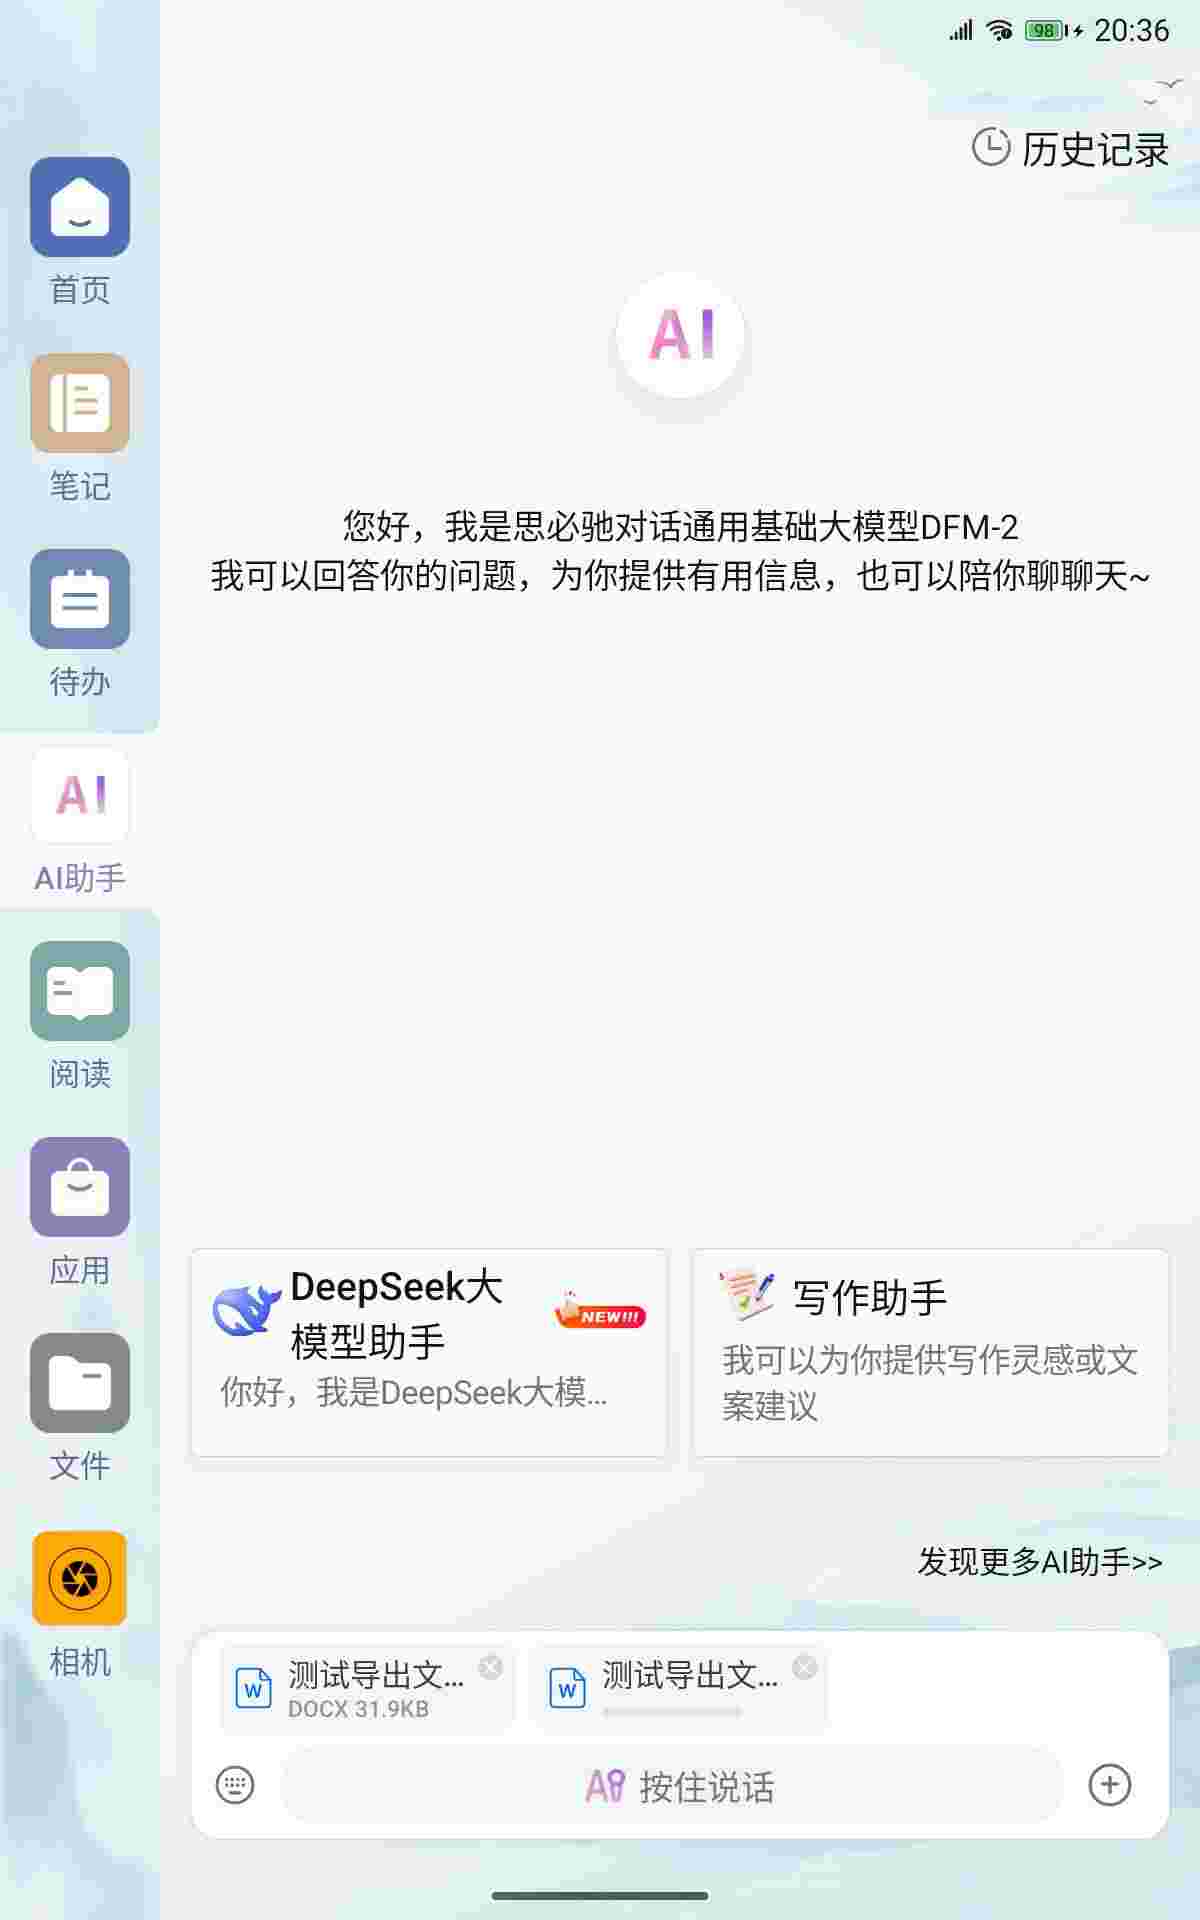 98 20:36
历史记录
首页
笔记
待办
AI
AI助手
阅读
应用
文件
相机
AI
您好，我是思必驰对话通用基础大模型DFM-2
我可以回答你的问题，为你提供有用信息，也可以陪你聊聊天~
DeepSeek大
模型助手
NEW!!!
你好，我是DeepSeek大模...
写作助手
我可以为你提供写作灵感或文
案建议
发现更多AI助手>>
W 测试导出文...
DOCX 31.9KB
W 测试导出文...
按住说话